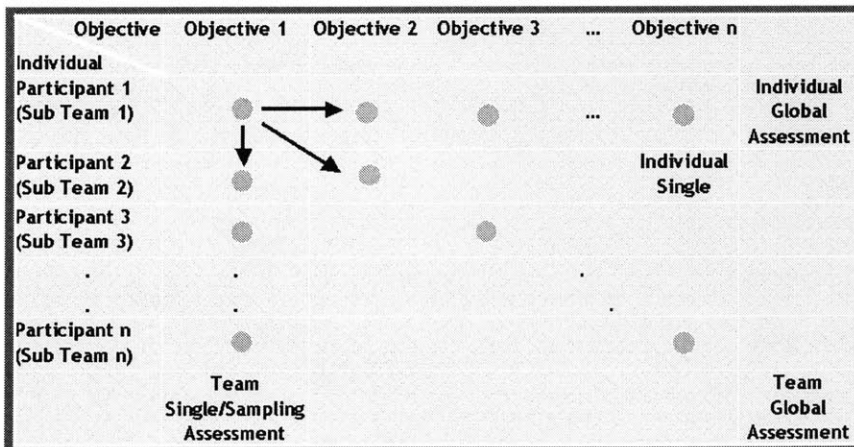 Objective Objective 1 Objective 2 Objective 3 ... Objective n
Individual
Participant 1
(Sub Team 1)
...
Individual
Global
Assessment
Participant 2
(Sub Team 2)
Individual
Single
Participant 3
(Sub Team 3)
. . .
. . .
Participant n
(Sub Team n)
Team
Single/Sampling
Assessment
Team
Global
Assessment